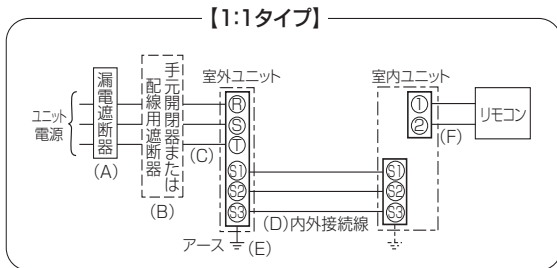 【1:1タイプ】
ユニット
電源
漏電遮断器
(A)
手元開閉器または
配線用遮断器
(B)
(C)
室外ユニット
R
S
T
S1
S2
S3
アース
(E)
(D)内外接続線
室内ユニット
1
2
S1
S2
S3
(F)
リモコン